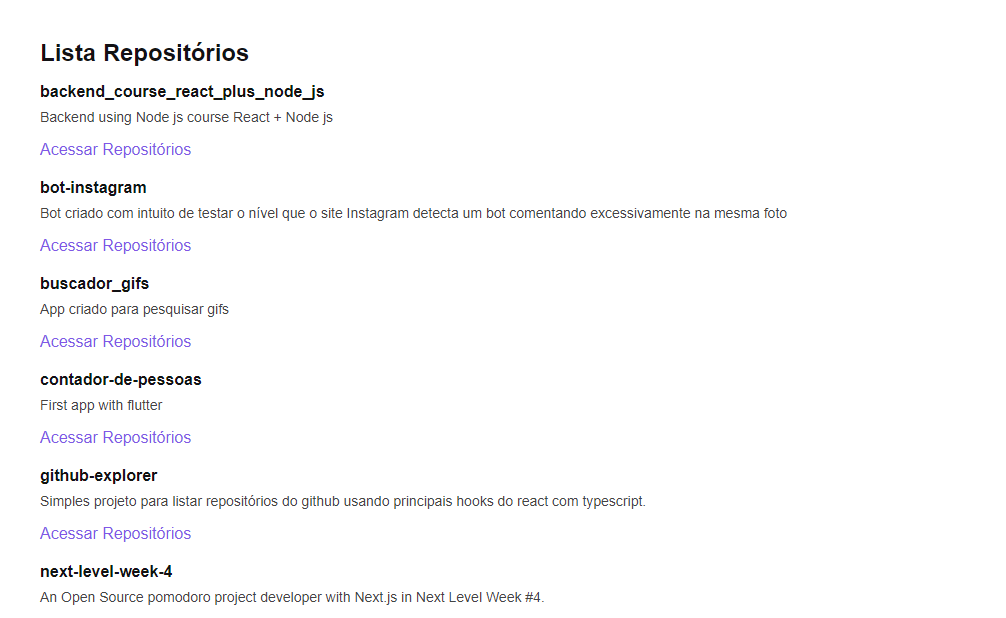 Lista Repositórios
backend_course_react_plus_node_js
Backend using Node js course React + Node js
Acessar Repositórios
bot-instagram
Bot criado com intuito de testar o nível que o site Instagram detecta um bot comentando excessivamente na mesma foto
Acessar Repositórios
buscador_gifs
App criado para pesquisar gifs
Acessar Repositórios
contador-de-pessoas
First app with flutter
Acessar Repositórios
github-explorer
Simples projeto para listar repositórios do github usando principais hooks do react com typescript.
Acessar Repositórios
next-level-week-4
An Open Source pomodoro project developer with Next.js in Next Level Week #4.